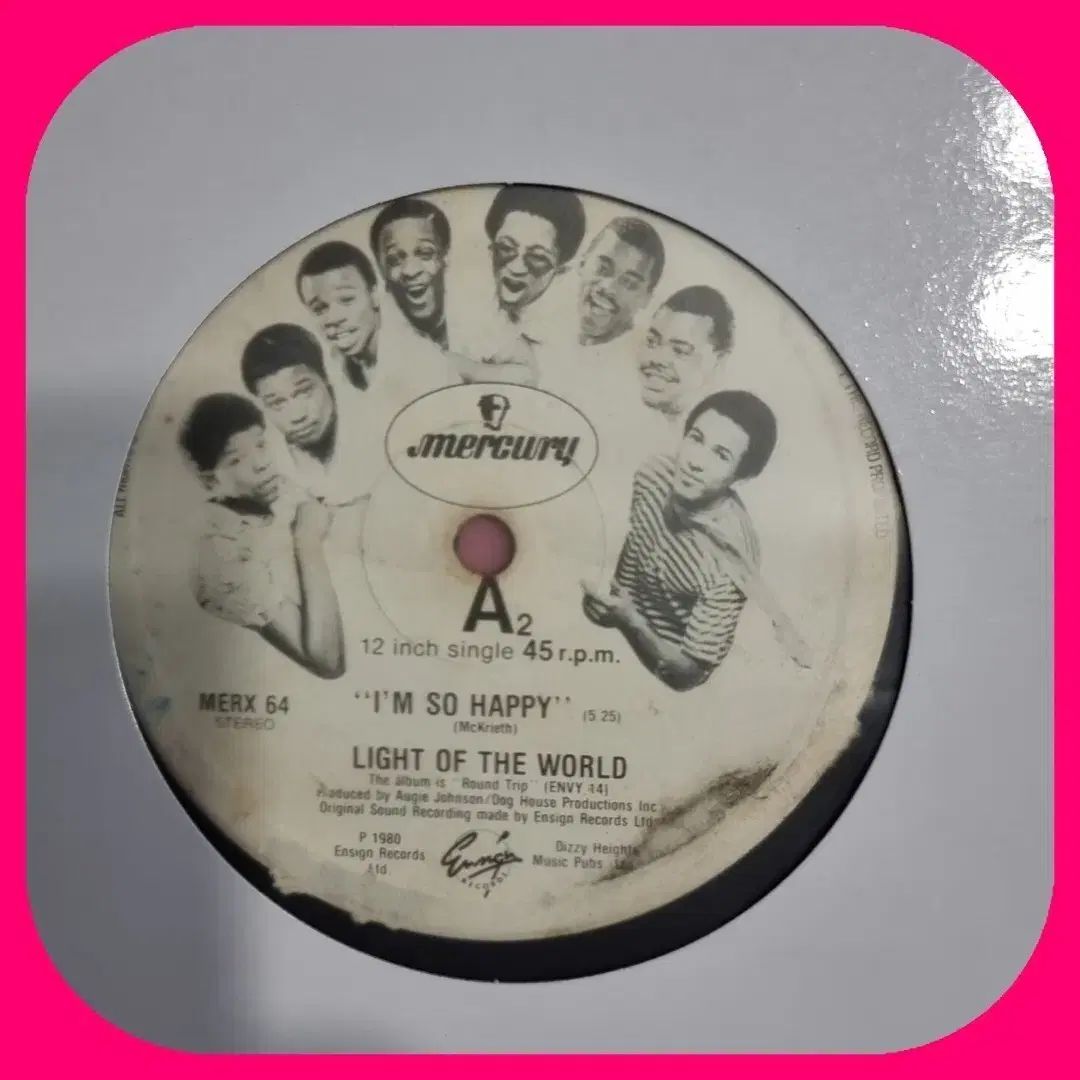 mercury
A2
12 inch single 45 r.p.m.
MERX 64
STEREO
"I'M SO HAPPY" (5.25)
(McKrieth)
LIGHT OF THE WORLD
The album is "Round Trip" (ENVY 14)
Produced by Augie Johnson/Dog House Productions Inc
Original Sound Recording made by Ensign Records Ltd
P 1980
Ensign Records
Ltd.
Ensign
RECORDS
Dizzy Heights
Music Pubs
ALL